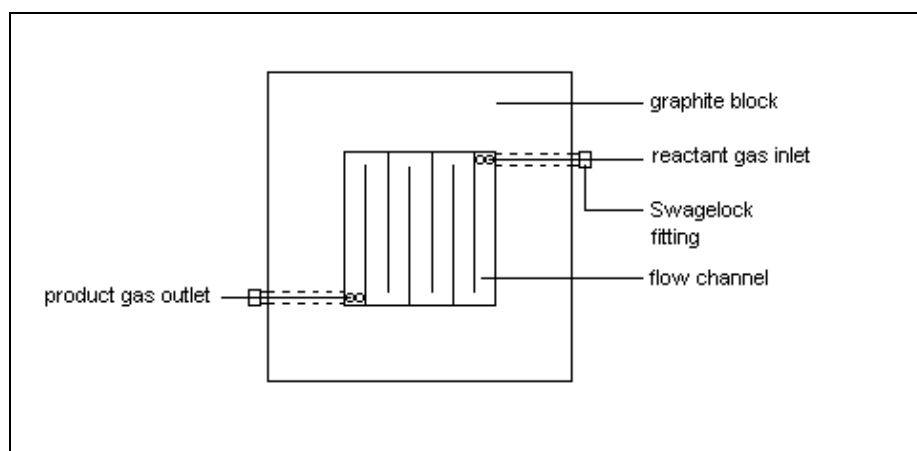 graphite block
reactant gas inlet
Swagelock
fitting
flow channel
product gas outlet